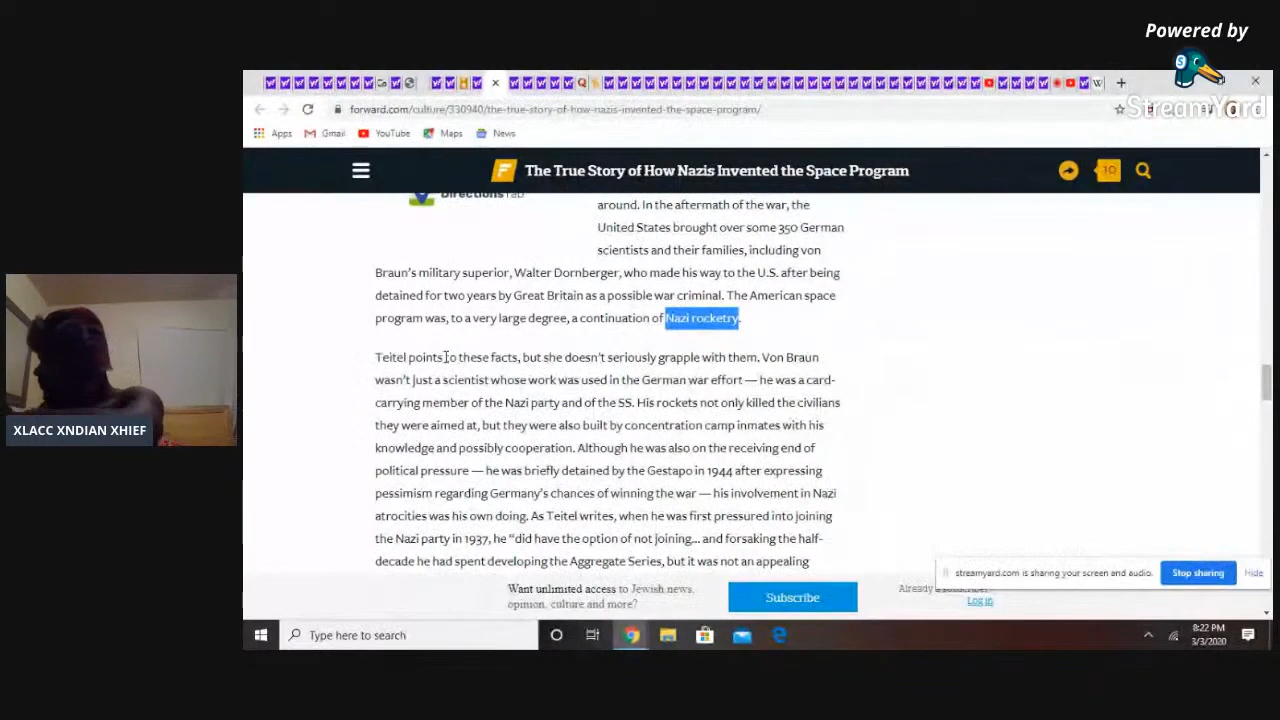 Powered by
StreamYard
forward.com/culture/330940/the-true-story-of-how-nazis-invented-the-space-program/
Apps Gmail YouTube Maps News
The True Story of How Nazis Invented the Space Program
10
around. In the aftermath of the war, the
United States brought over some 350 German
scientists and their families, including von
Braun's military superior, Walter Dornberger, who made his way to the U.S. after being
detained for two years by Great Britain as a possible war criminal. The American space
program was, to a very large degree, a continuation of Nazi rocketry.
Teitel points to these facts, but she doesn't seriously grapple with them. Von Braun
wasn't just a scientist whose work was used in the German war effort — he was a card-
carrying member of the Nazi party and of the SS. His rockets not only killed the civilians
they were aimed at, but they were also built by concentration camp inmates with his
knowledge and possibly cooperation. Although he was also on the receiving end of
political pressure — he was briefly detained by the Gestapo in 1944 after expressing
pessimism regarding Germany's chances of winning the war — his involvement in Nazi
atrocities was his own doing. As Teitel writes, when he was first pressured into joining
the Nazi party in 1937, he “did have the option of not joining... and forsaking the half-
decade he had spent developing the Aggregate Series, but it was not an appealing
XLACC XNDIAN XHIEF
streamyard.com is sharing your screen and audio. Stop sharing Hide
Want unlimited access to Jewish news,
opinion, culture and more?
Subscribe
Already a
Log in
Type here to search
8:22 PM
3/3/2020